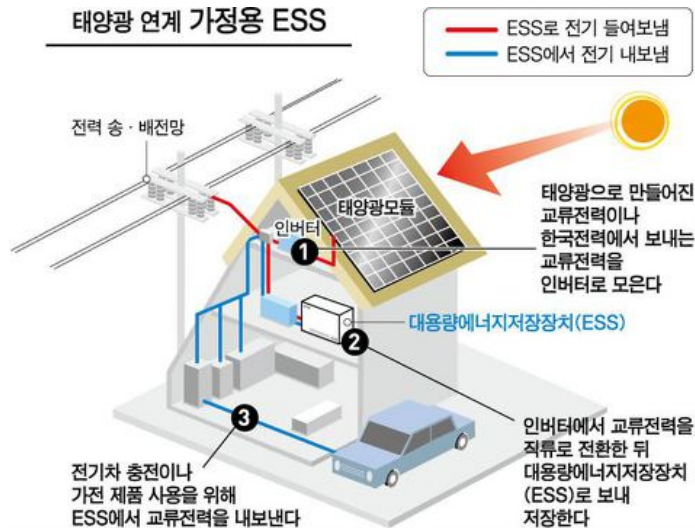 태양광 연계 가정용 ESS
ESS로 전기 들여보냄
ESS에서 전기 내보냄
전력 송·배전망
태양광모듈
인버터
1
태양광으로 만들어진
교류전력이나
한국전력에서 보내는
교류전력을
인버터로 모은다
대용량에너지저장장치(ESS)
2
인버터에서 교류전력을
직류로 전환한 뒤
대용량에너지저장장치
(ESS)로 보내
저장한다
3
전기차 충전이나
가전 제품 사용을 위해
ESS에서 교류전력을 내보낸다